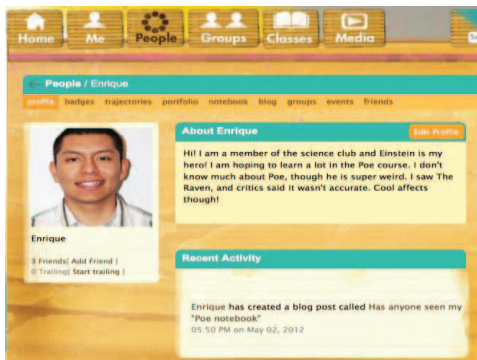 Home Me People Groups Classes Media
People / Enrique
profile badges trajectories portfolio notebook blog groups events friends
About Enrique Edit Profile
Hi! I am a member of the science club and Einstein is my
hero! I am hoping to learn a lot in the Poe course. I don't
know much about Poe, though he is super weird. I saw The
Raven, and critics said it wasn't accurate. Cool affects
though!
Enrique
3 Friends[ Add Friend ]
0 Trailing[ Start trailing ]
Recent Activity
Enrique has created a blog post called Has anyone seen my
"Poe notebook"
05:50 PM on May 02, 2012